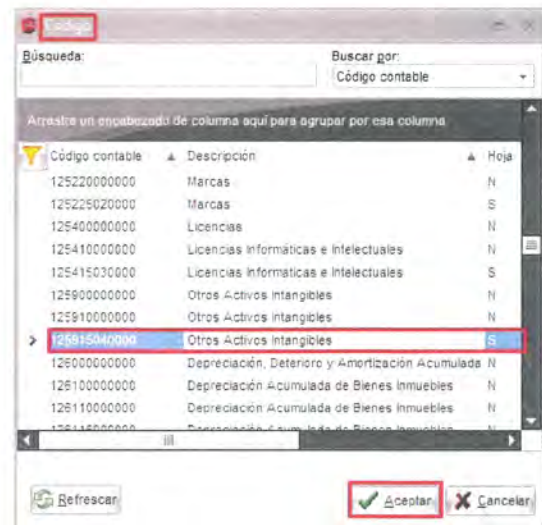 Código
Búsqueda: Buscar por:
Código contable
Arrastre un encabezado de columna aquí para agrupar por esa columna
Código contable Descripción Hoja
125220000000 Marcas N
125225020000 Marcas S
125400000000 Licencias N
125410000000 Licencias Informáticas e Intelectuales N
125415030000 Licencias Informáticas e Intelectuales S
125900000000 Otros Activos Intangibles N
125910000000 Otros Activos Intangibles N
125915040000 Otros Activos Intangibles S
126000000000 Depreciación, Deterioro y Amortización Acumulada N
126100000000 Depreciación Acumulada de Bienes Inmuebles N
126110000000 Depreciación Acumulada de Bienes Inmuebles N
Refrescar Aceptar Cancelar